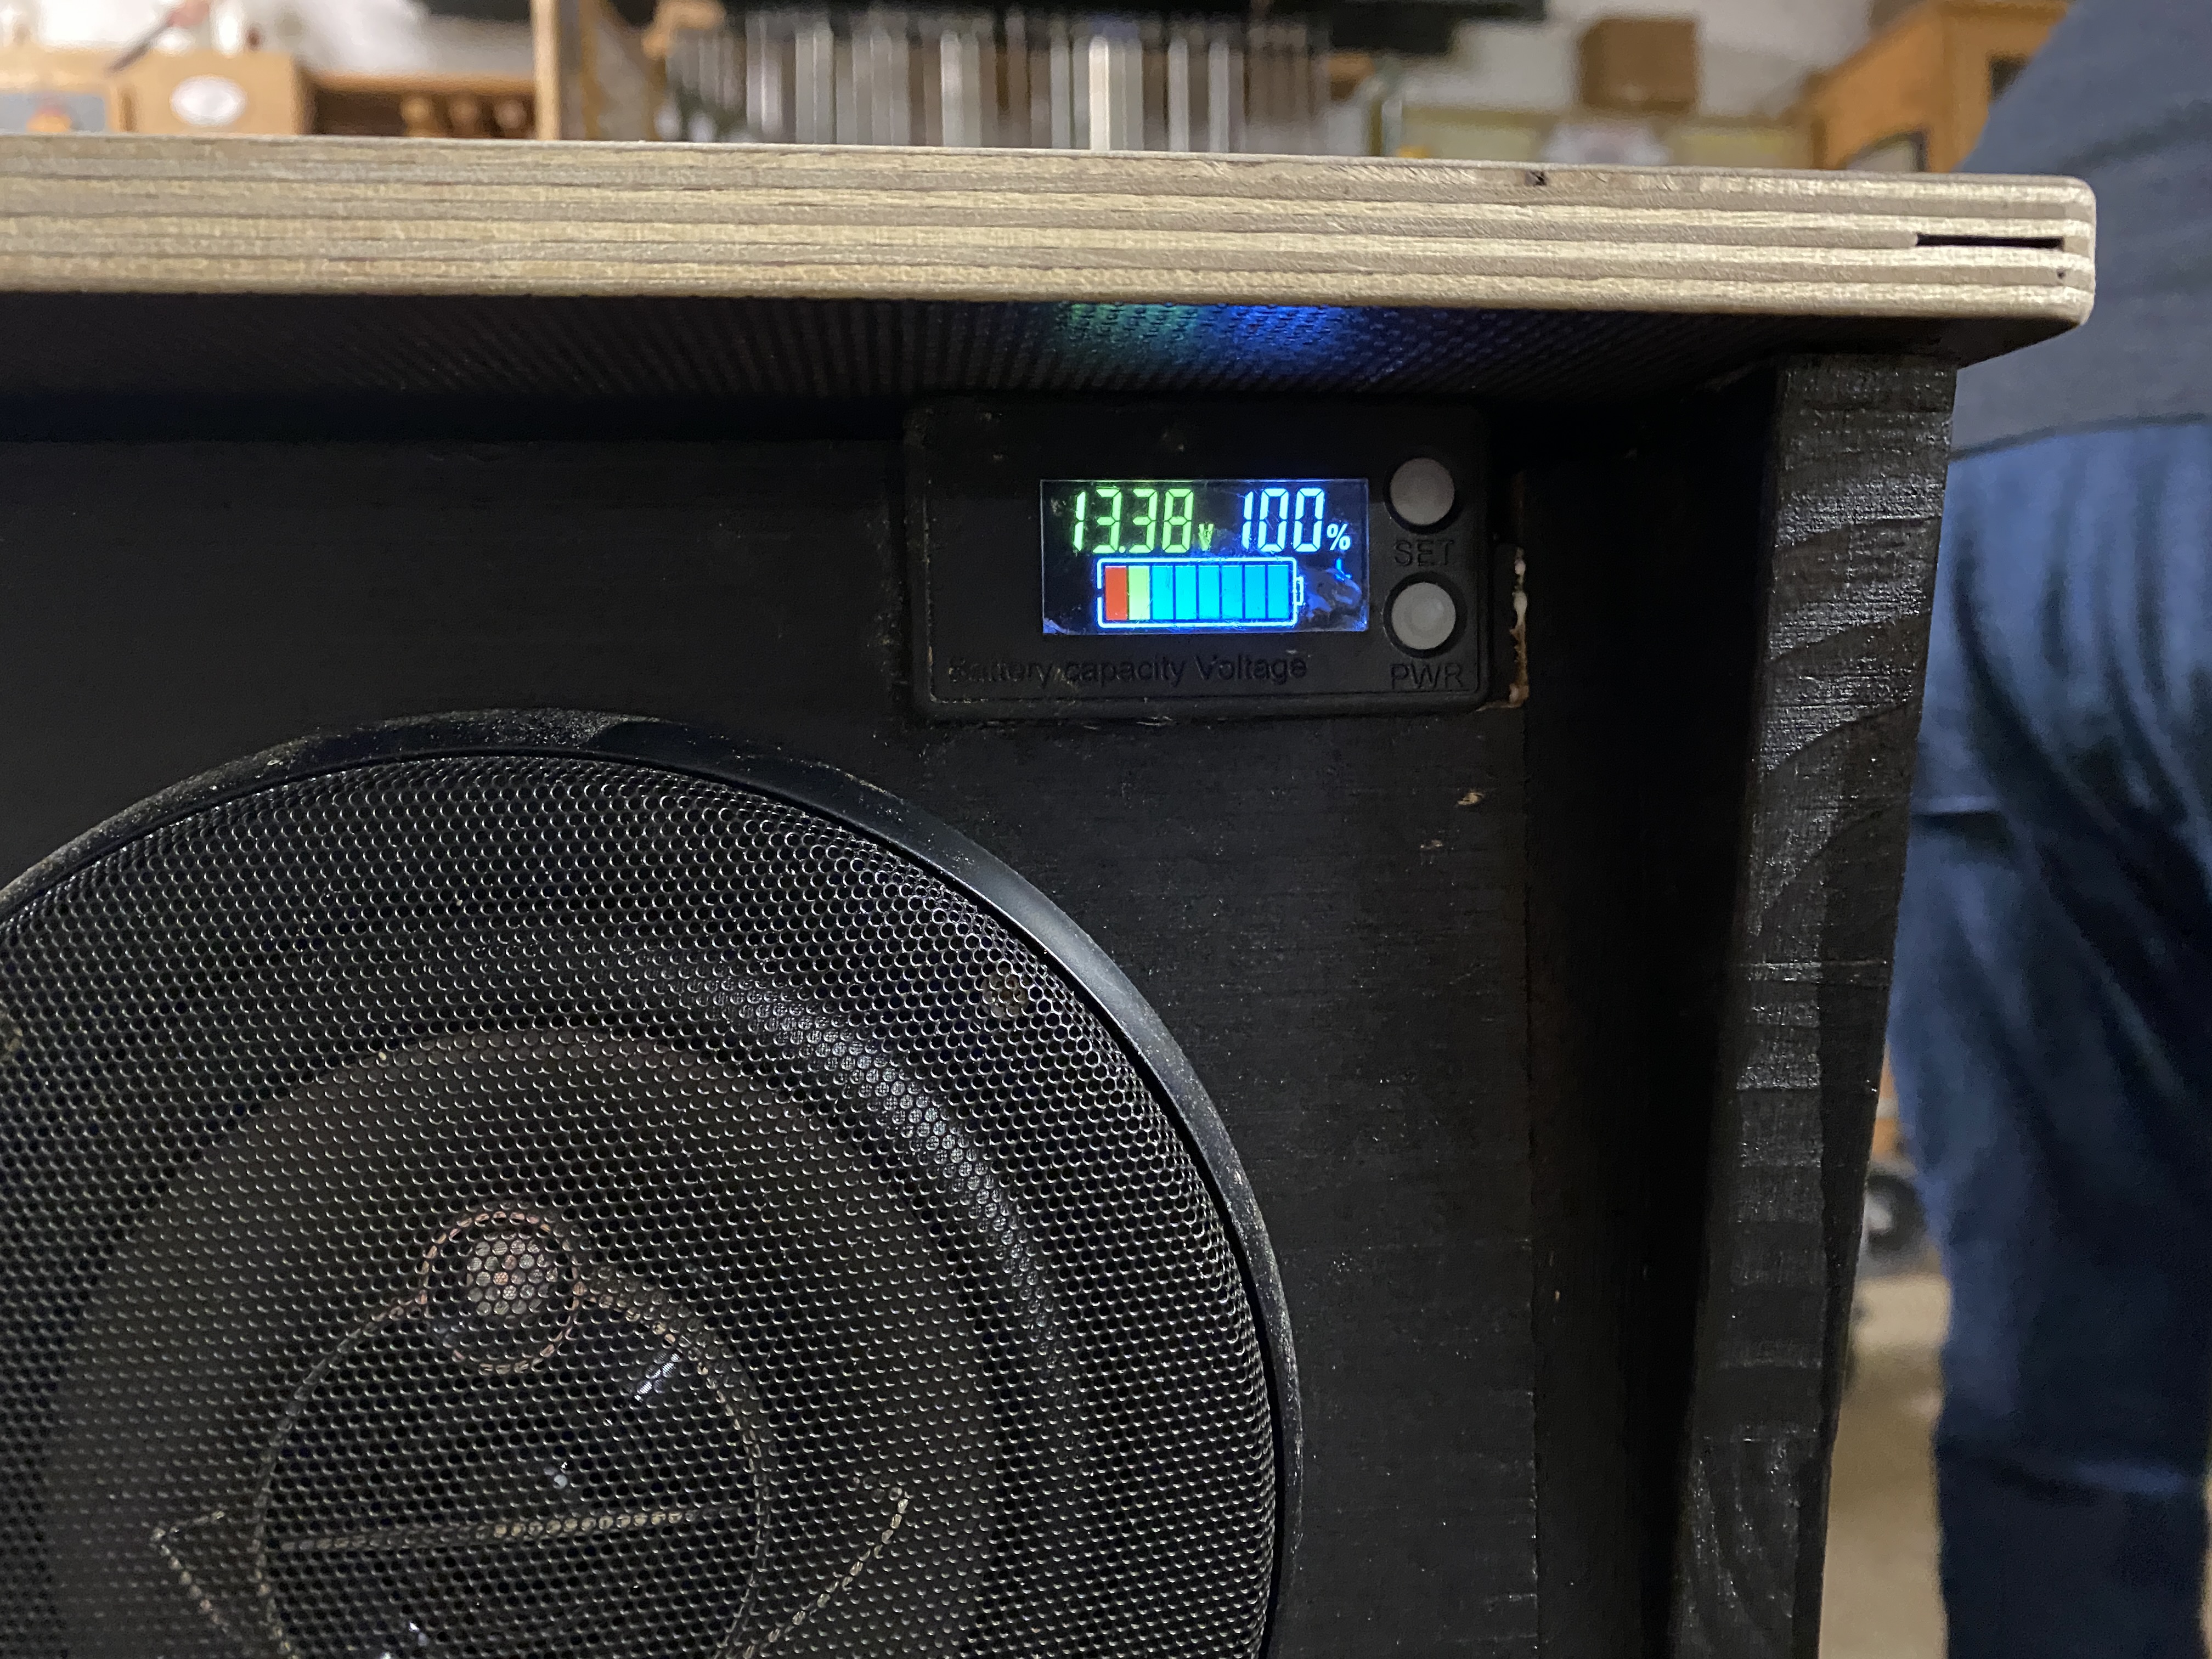 13.38V 100%
SET
Battery capacity Voltage
PWR